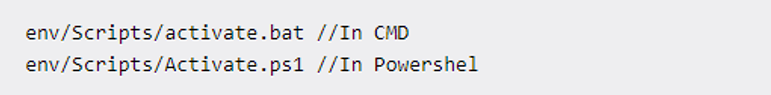 env/Scripts/activate.bat //In CMD
env/Scripts/Activate.ps1 //In Powershel